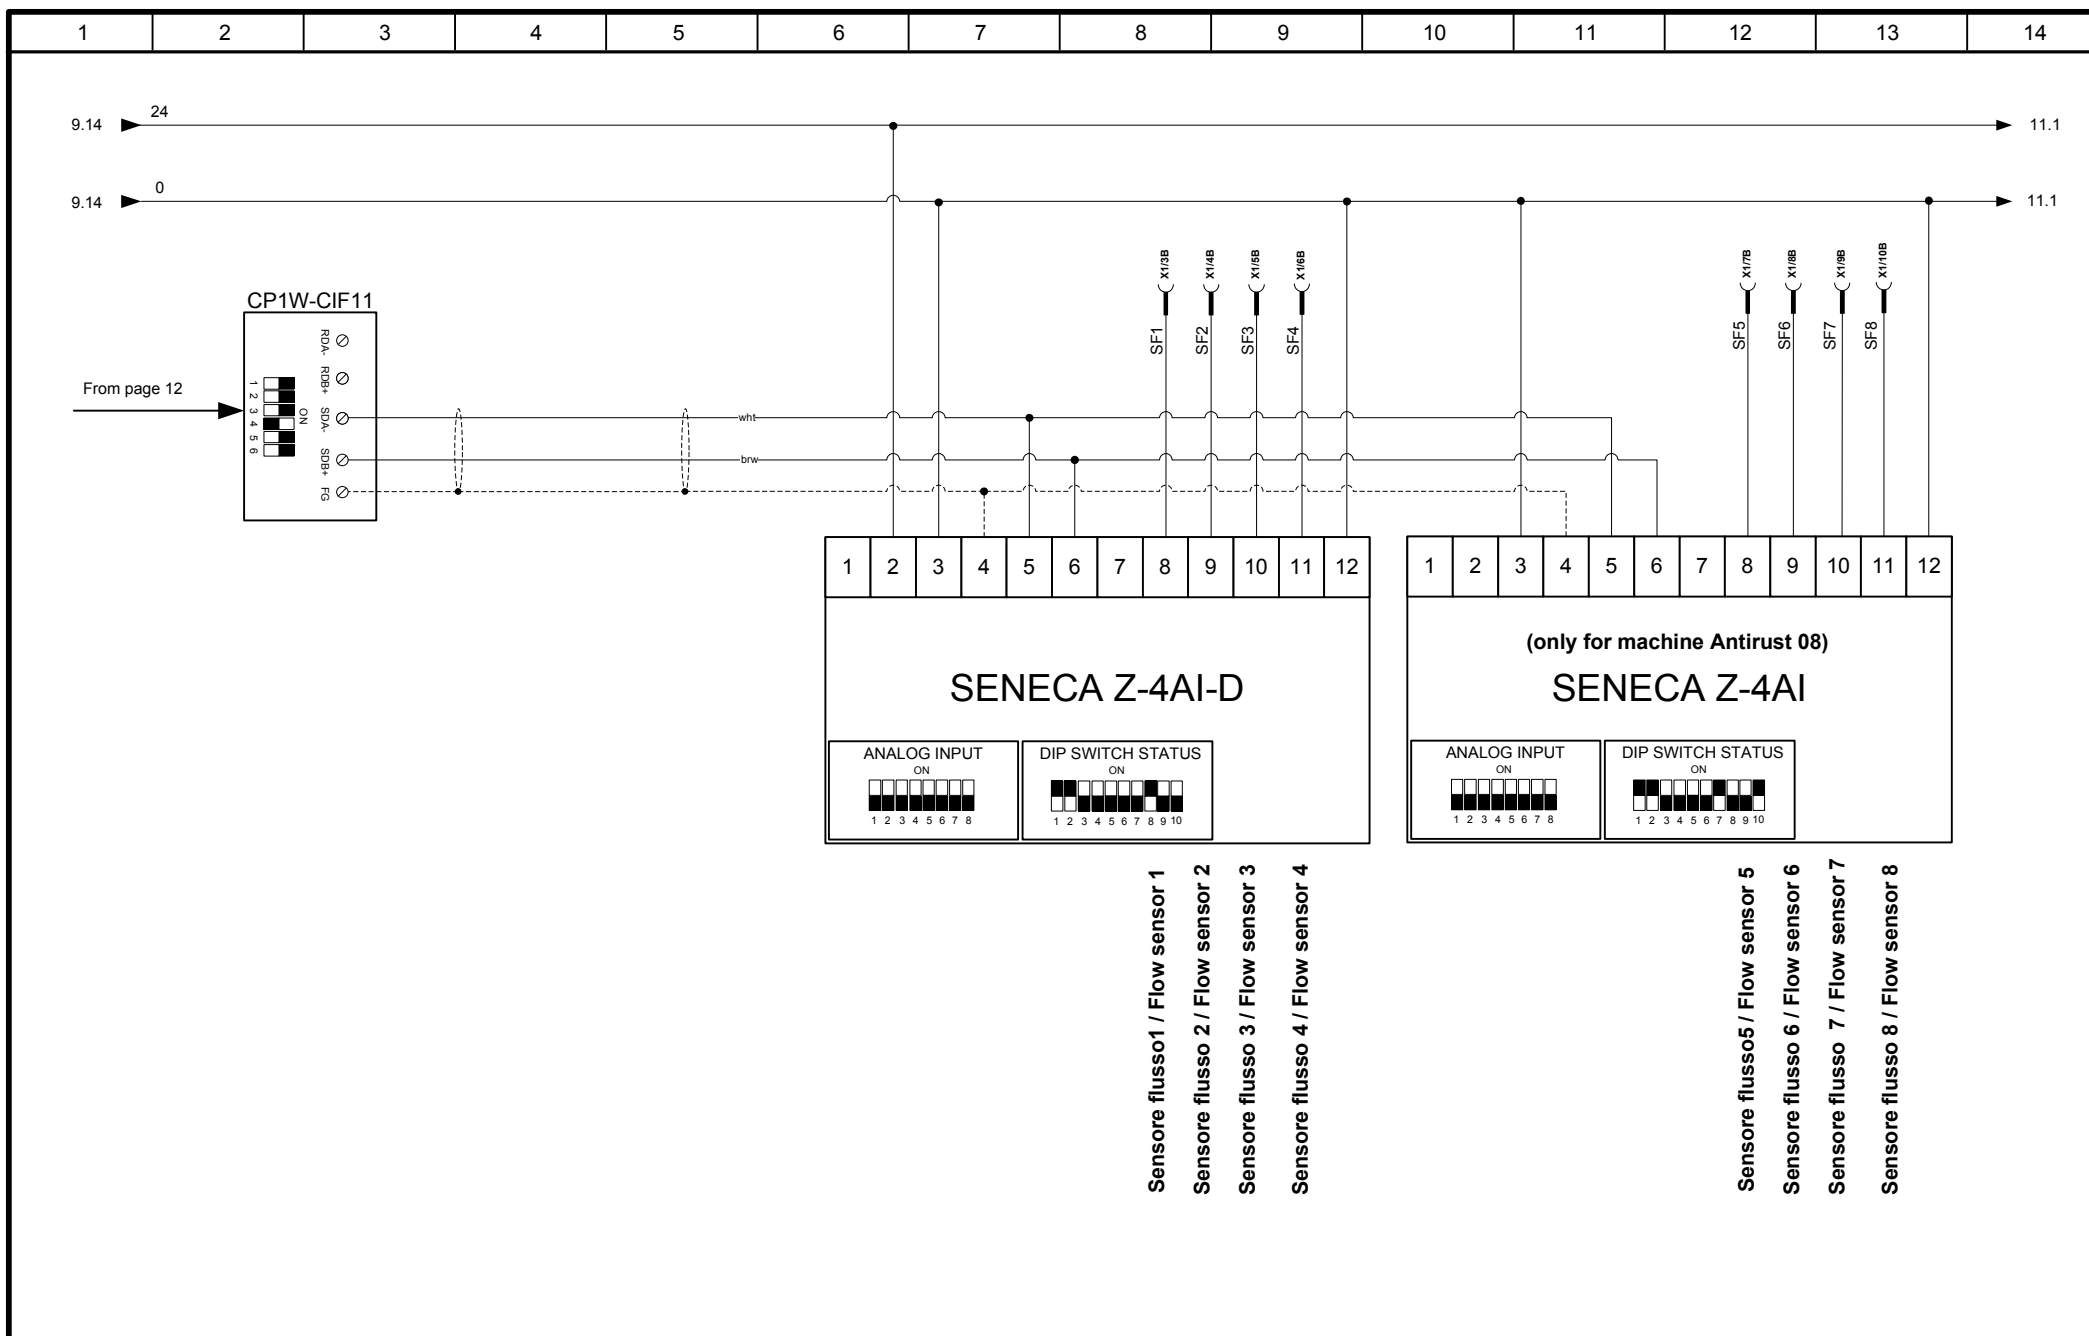 1 2 3 4 5 6 7 8 9 10 11 12 13 14
9.14 24 11.1
9.14 0 11.1
X1/3B X1/4B X1/5B X1/6B X1/7B X1/8B X1/9B X1/10B
SF1 SF2 SF3 SF4 SF5 SF6 SF7 SF8
CP1W-CIF11
From page 12
1 2 3 4 5 6
ON
RDA-
RDB+
SDA-
SDB+
FG
wht
brw
1 2 3 4 5 6 7 8 9 10 11 12
SENECA Z-4AI-D
ANALOG INPUT
ON
1 2 3 4 5 6 7 8
DIP SWITCH STATUS
ON
1 2 3 4 5 6 7 8 9 10
1 2 3 4 5 6 7 8 9 10 11 12
(only for machine Antirust 08)
SENECA Z-4AI
ANALOG INPUT
ON
1 2 3 4 5 6 7 8
DIP SWITCH STATUS
ON
1 2 3 4 5 6 7 8 9 10
Sensore flusso1 / Flow sensor 1
Sensore flusso 2 / Flow sensor 2
Sensore flusso 3 / Flow sensor 3
Sensore flusso 4 / Flow sensor 4
Sensore flusso5 / Flow sensor 5
Sensore flusso 6 / Flow sensor 6
Sensore flusso  7 / Flow sensor 7
Sensore flusso 8 / Flow sensor 8